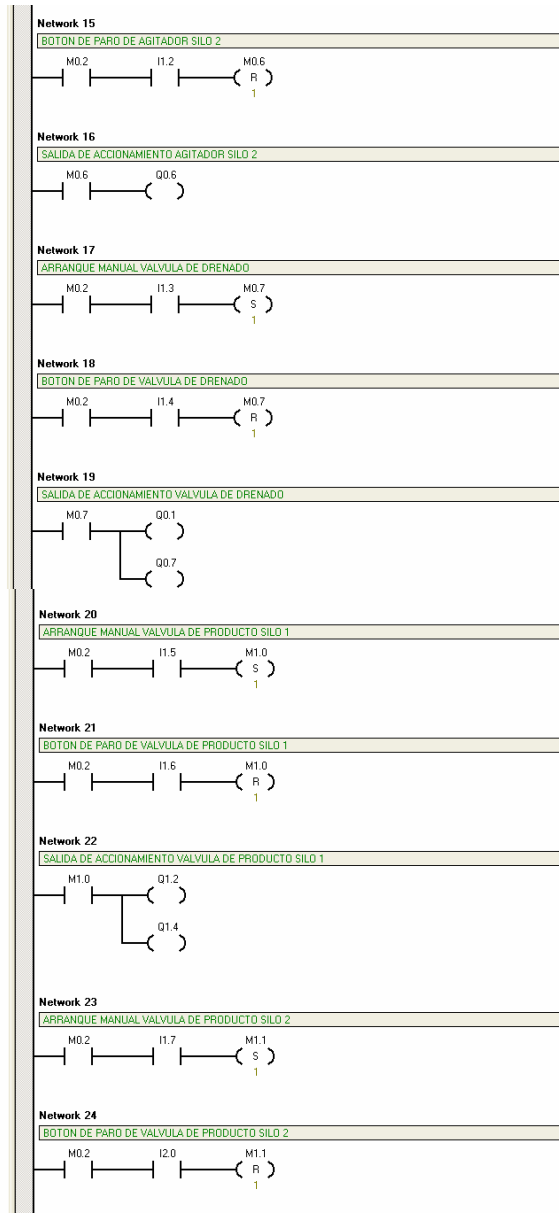 Network 15
BOTON DE PARO DE AGITADOR SILO 2
M0.2 I1.2 M0.6
R
1
Network 16
SALIDA DE ACCIONAMIENTO AGITADOR SILO 2
M0.6 Q0.6
Network 17
ARRANQUE MANUAL VALVULA DE DRENADO
M0.2 I1.3 M0.7
S
1
Network 18
BOTON DE PARO DE VALVULA DE DRENADO
M0.2 I1.4 M0.7
R
1
Network 19
SALIDA DE ACCIONAMIENTO VALVULA DE DRENADO
M0.7 Q0.1
Q0.7
Network 20
ARRANQUE MANUAL VALVULA DE PRODUCTO SILO 1
M0.2 I1.5 M1.0
S
1
Network 21
BOTON DE PARO DE VALVULA DE PRODUCTO SILO 1
M0.2 I1.6 M1.0
R
1
Network 22
SALIDA DE ACCIONAMIENTO VALVULA DE PRODUCTO SILO 1
M1.0 Q1.2
Q1.4
Network 23
ARRANQUE MANUAL VALVULA DE PRODUCTO SILO 2
M0.2 I1.7 M1.1
S
1
Network 24
BOTON DE PARO DE VALVULA DE PRODUCTO SILO 2
M0.2 I2.0 M1.1
R
1